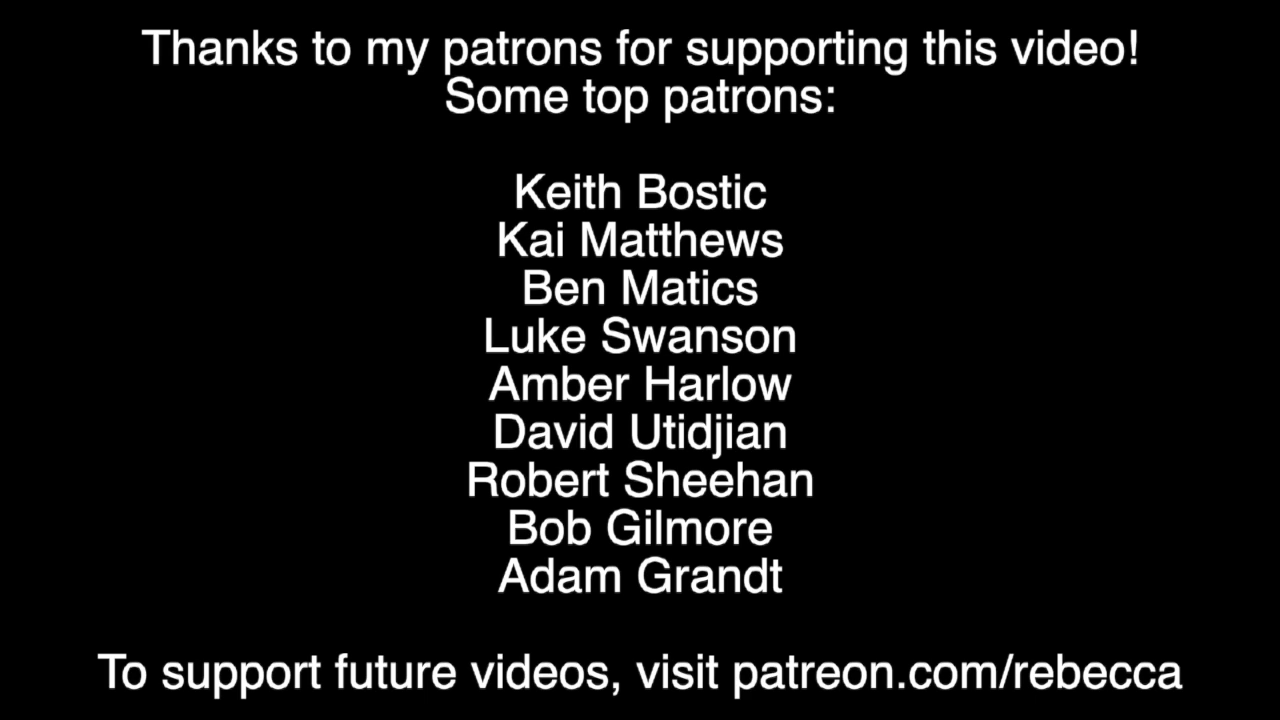 Thanks to my patrons for supporting this video!
Some top patrons:
Keith Bostic
Kai Matthews
Ben Matics
Luke Swanson
Amber Harlow
David Utidjian
Robert Sheehan
Bob Gilmore
Adam Grandt
To support future videos, visit patreon.com/rebecca